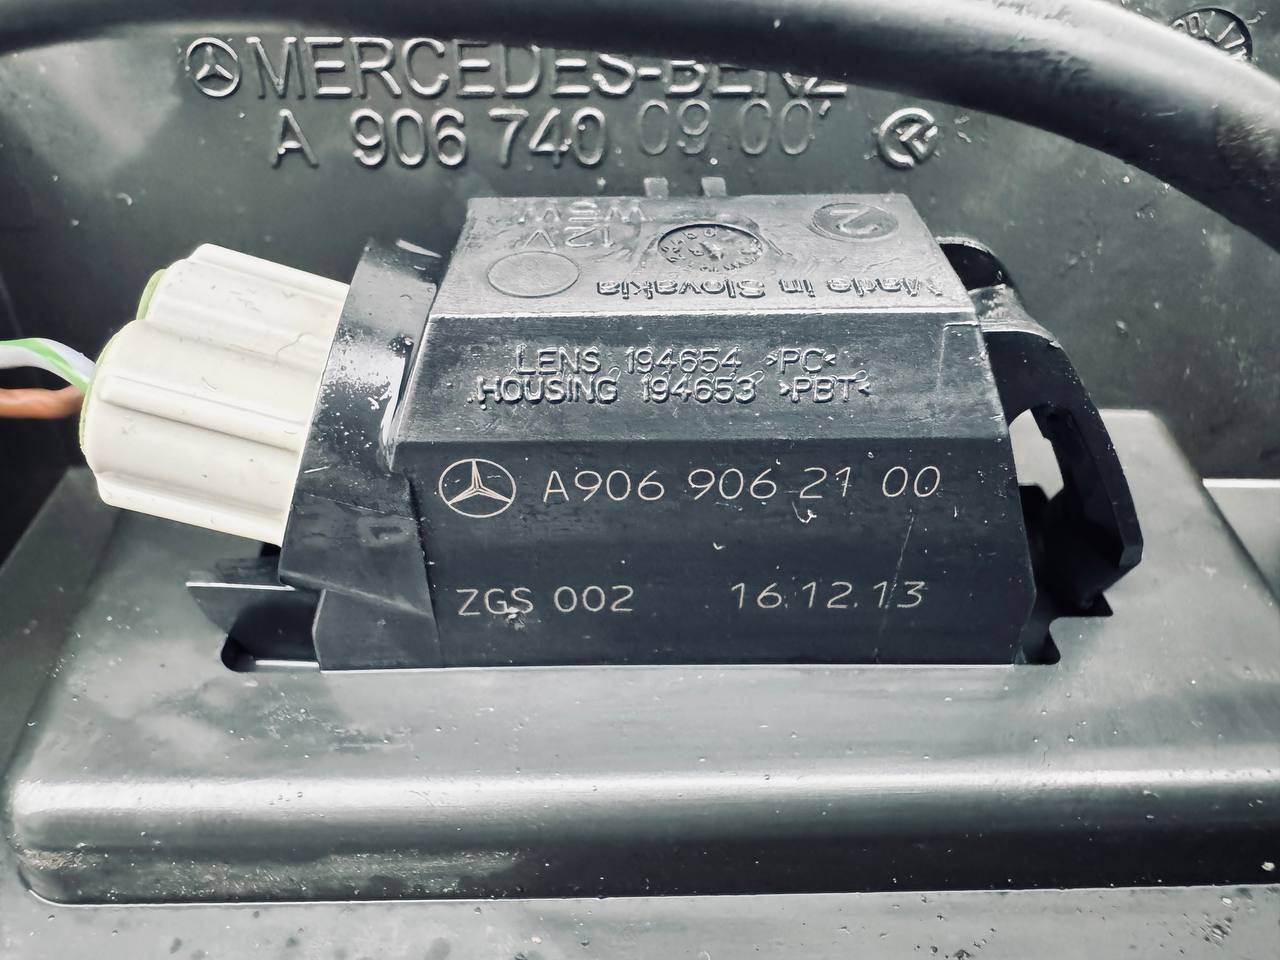 MERCEDES-BENZ
A 906 740 09 00
2
12V W5W
Made in Slovakia
LENS 194654 >PC<
HOUSING 194653 >PBT<
A906 906 21 00
ZGS 002 16.12.13